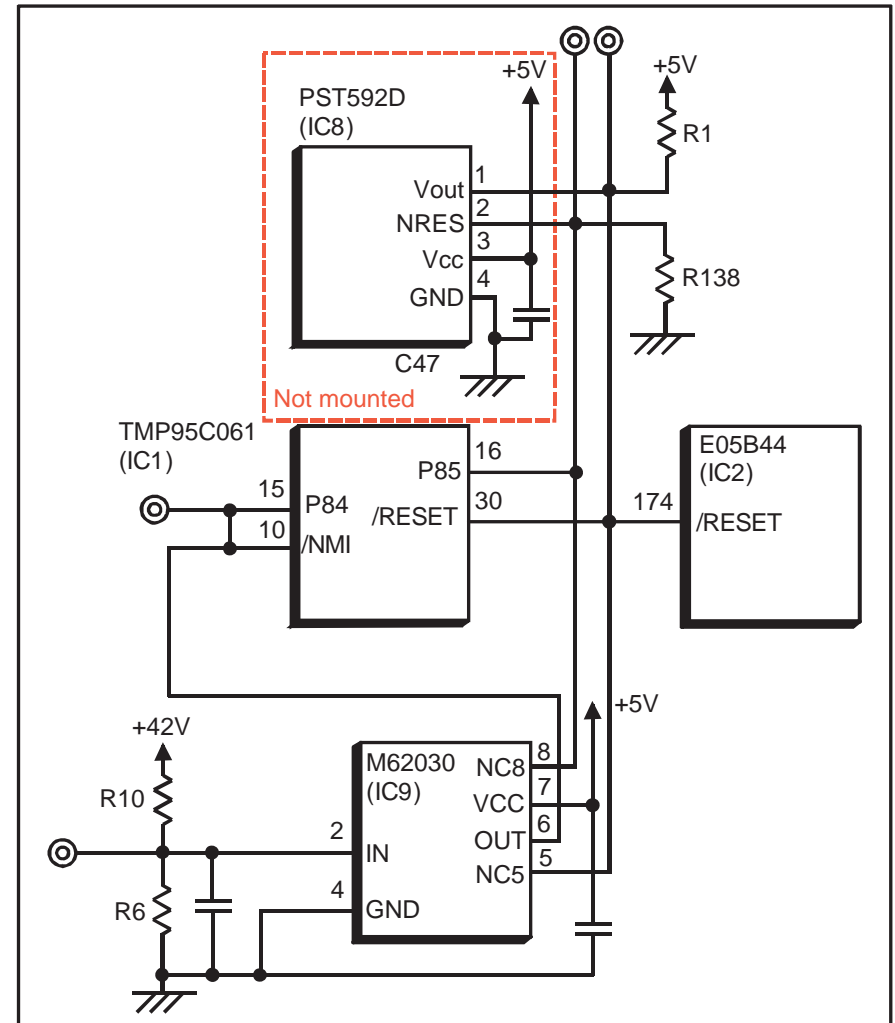 +5V
+5V
PST592D
(IC8)
R1
Vout
1
NRES
2
Vcc
3
GND
4
R138
C47
Not mounted
TMP95C061
(IC1)
16
P85
E05B44
(IC2)
15
P84
30
/RESET
174
/RESET
10
/NMI
+5V
+42V
M62030
(IC9)
NC8
8
VCC
7
R10
OUT
6
2
IN
NC5
5
4
GND
R6